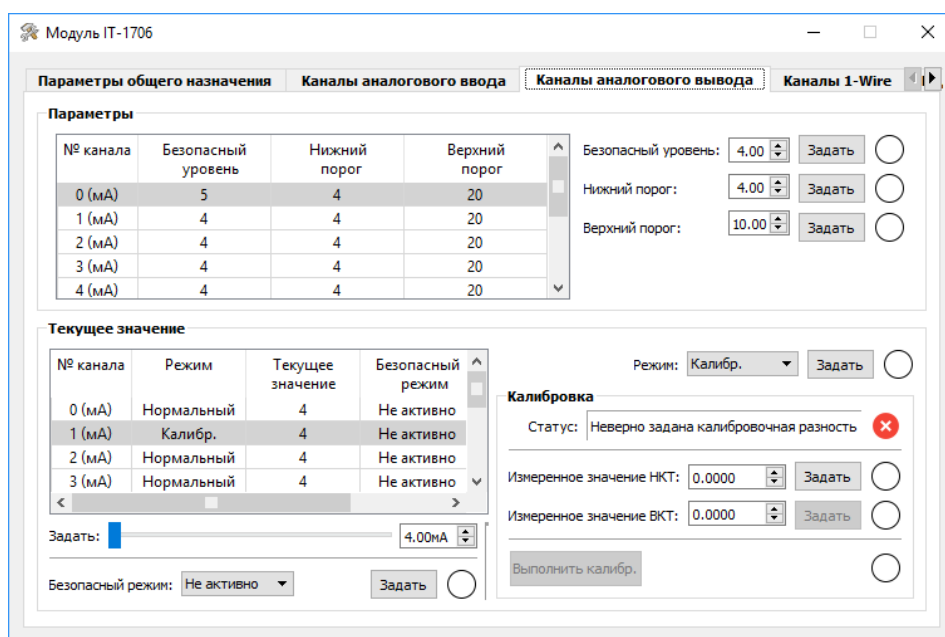 Модуль IT-1706
Параметры общего назначения Каналы аналогового ввода Каналы аналогового вывода Каналы 1-Wire
Параметры
№ канала Безопасный уровень Нижний порог Верхний порог
0 (мА) 5 4 20
1 (мА) 4 4 20
2 (мА) 4 4 20
3 (мА) 4 4 20
4 (мА) 4 4 20
Безопасный уровень: 4.00 Задать
Нижний порог: 4.00 Задать
Верхний порог: 10.00 Задать
Текущее значение
№ канала Режим Текущее значение Безопасный режим
0 (мА) Нормальный 4 Не активно
1 (мА) Калибр. 4 Не активно
2 (мА) Нормальный 4 Не активно
3 (мА) Нормальный 4 Не активно
Задать: 4.00мА
Безопасный режим: Не активно Задать
Режим: Калибр. Задать
Калибровка
Статус: Неверно задана калибровочная разность
Измеренное значение НКТ: 0.0000 Задать
Измеренное значение ВКТ: 0.0000 Задать
Выполнить калибр.